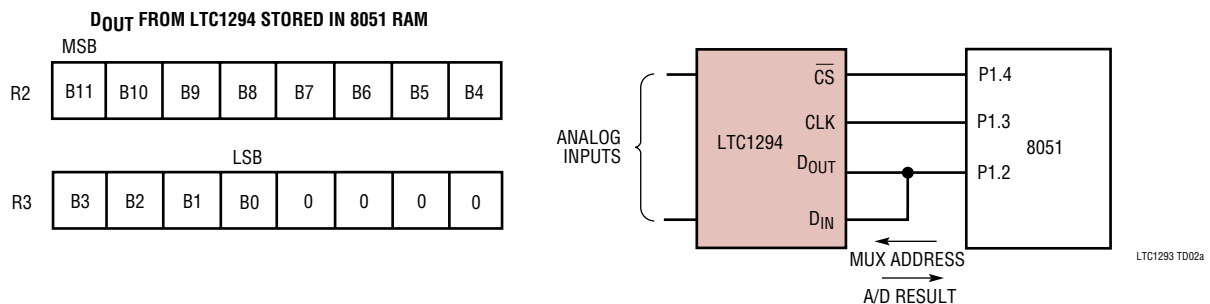 DOUT FROM LTC1294 STORED IN 8051 RAM
MSB
R2 B11 B10 B9 B8 B7 B6 B5 B4
LSB
R3 B3 B2 B1 B0 0 0 0 0
ANALOG
INPUTS
LTC1294
CS
CLK
DOUT
DIN
P1.4
P1.3
P1.2
8051
MUX ADDRESS
A/D RESULT
LTC1293 TD02a